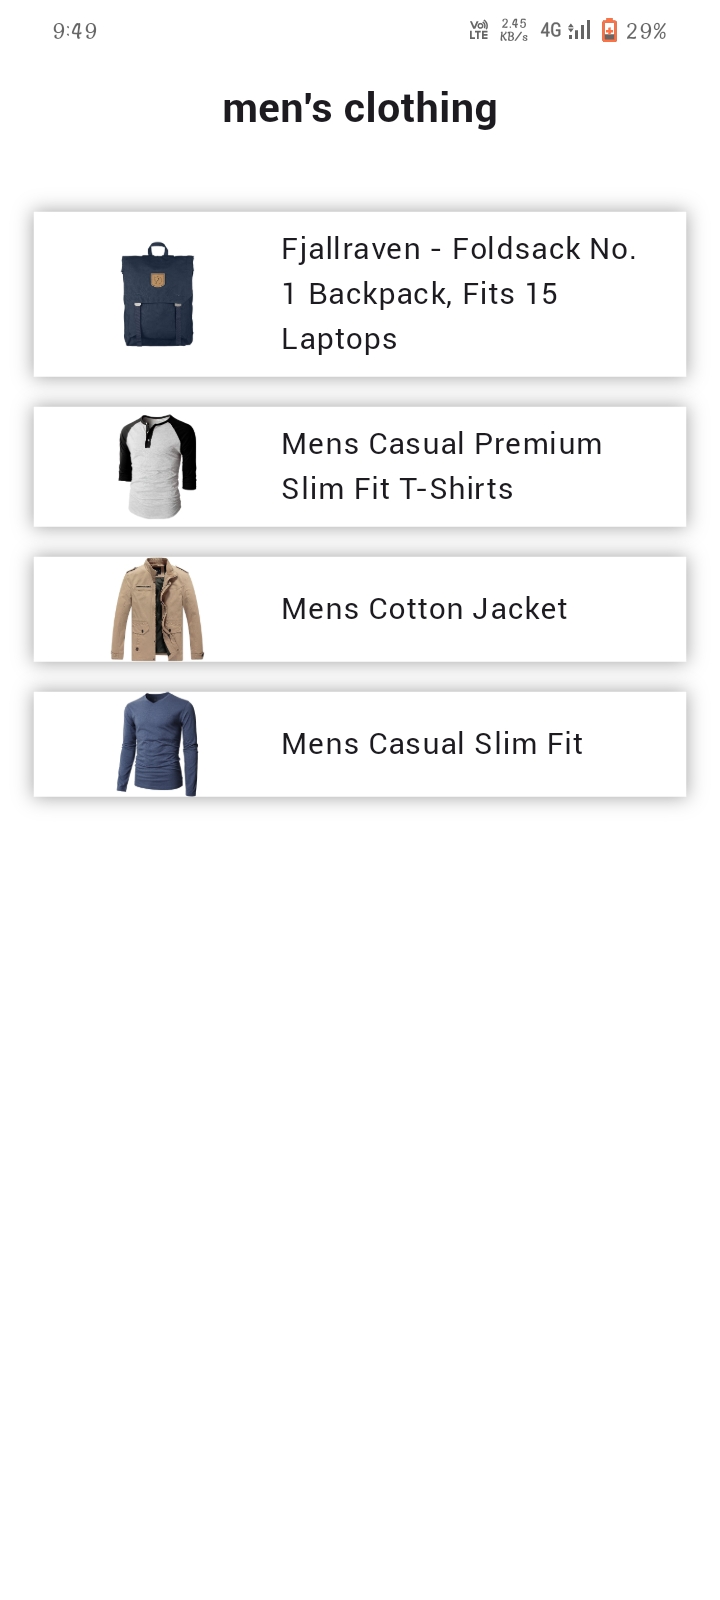 9:49
Vo) LTE 2.45 KB/s 4G 29%
men's clothing
Fjallraven - Foldsack No.
1 Backpack, Fits 15
Laptops
Mens Casual Premium
Slim Fit T-Shirts
Mens Cotton Jacket
Mens Casual Slim Fit